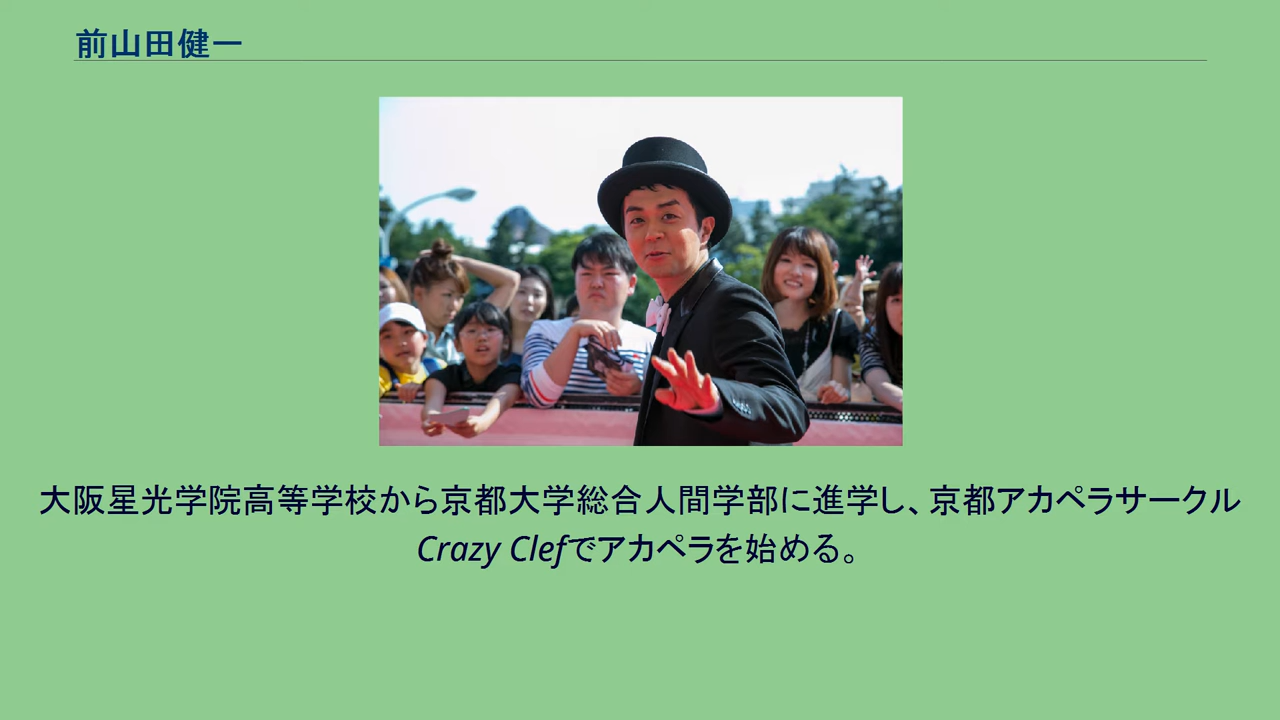 前山田健一
大阪星光学院高等学校から京都大学総合人間学部に進学し、京都アカペラサークル
Crazy Clefでアカペラを始める。